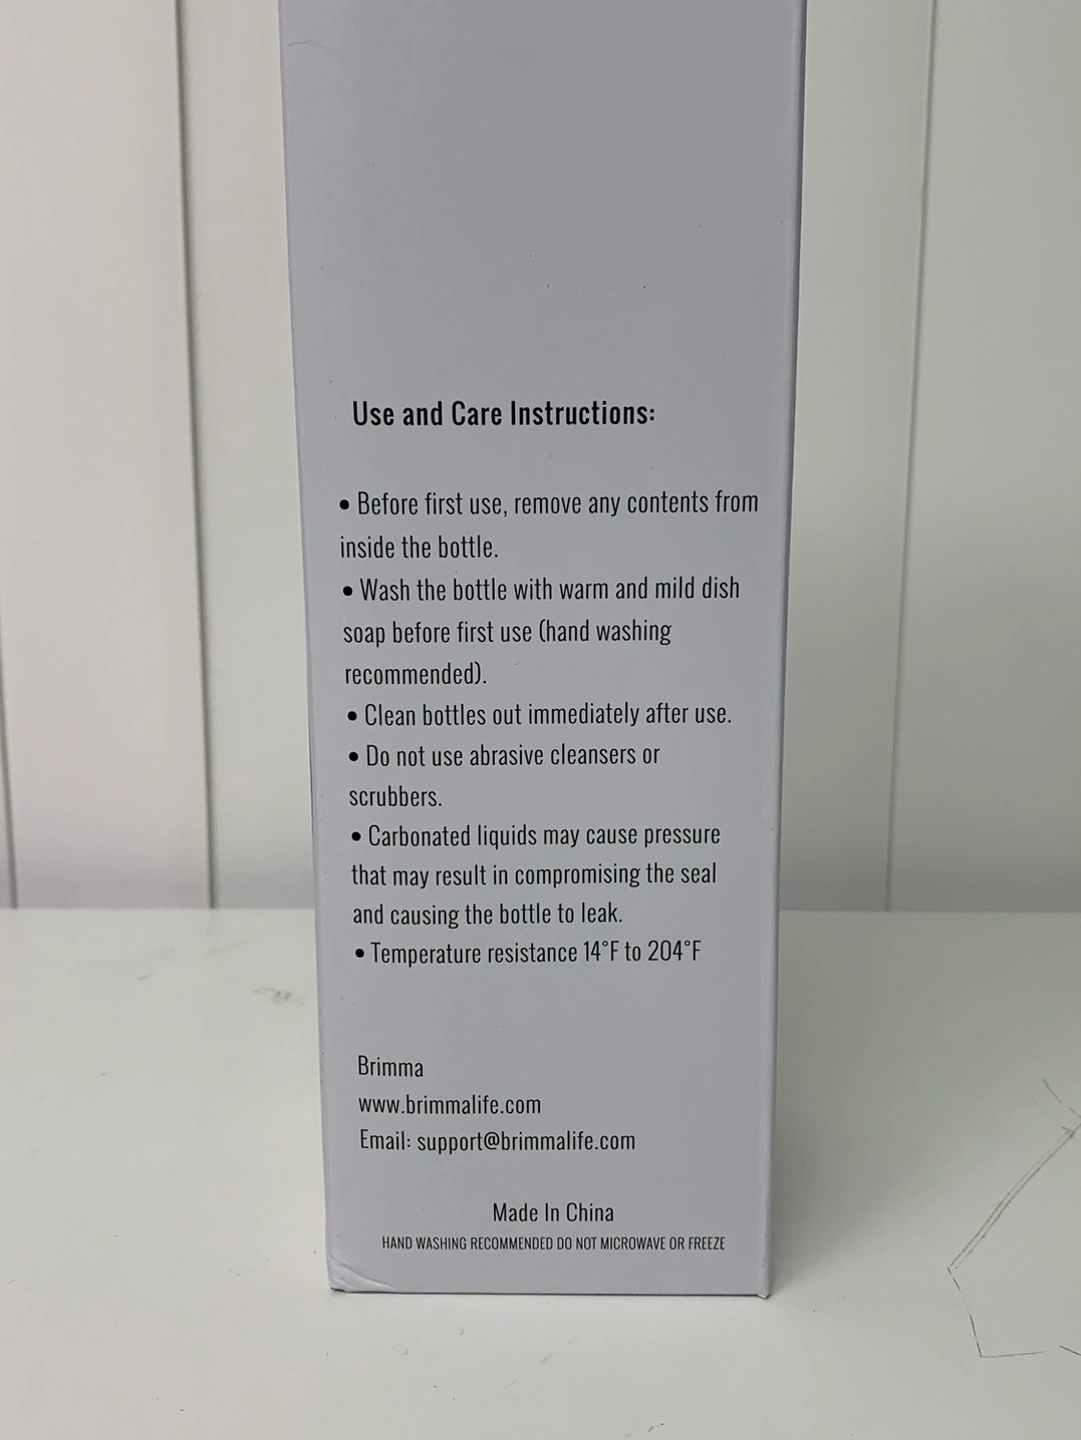 Use and Care Instructions:
• Before first use, remove any contents from
inside the bottle.
• Wash the bottle with warm and mild dish
soap before first use (hand washing
recommended).
• Clean bottles out immediately after use.
• Do not use abrasive cleansers or
scrubbers.
• Carbonated liquids may cause pressure
that may result in compromising the seal
and causing the bottle to leak.
• Temperature resistance 14°F to 204°F
Brimma
www.brimmalife.com
Email: support@brimmalife.com
Made In China
HAND WASHING RECOMMENDED DO NOT MICROWAVE OR FREEZE